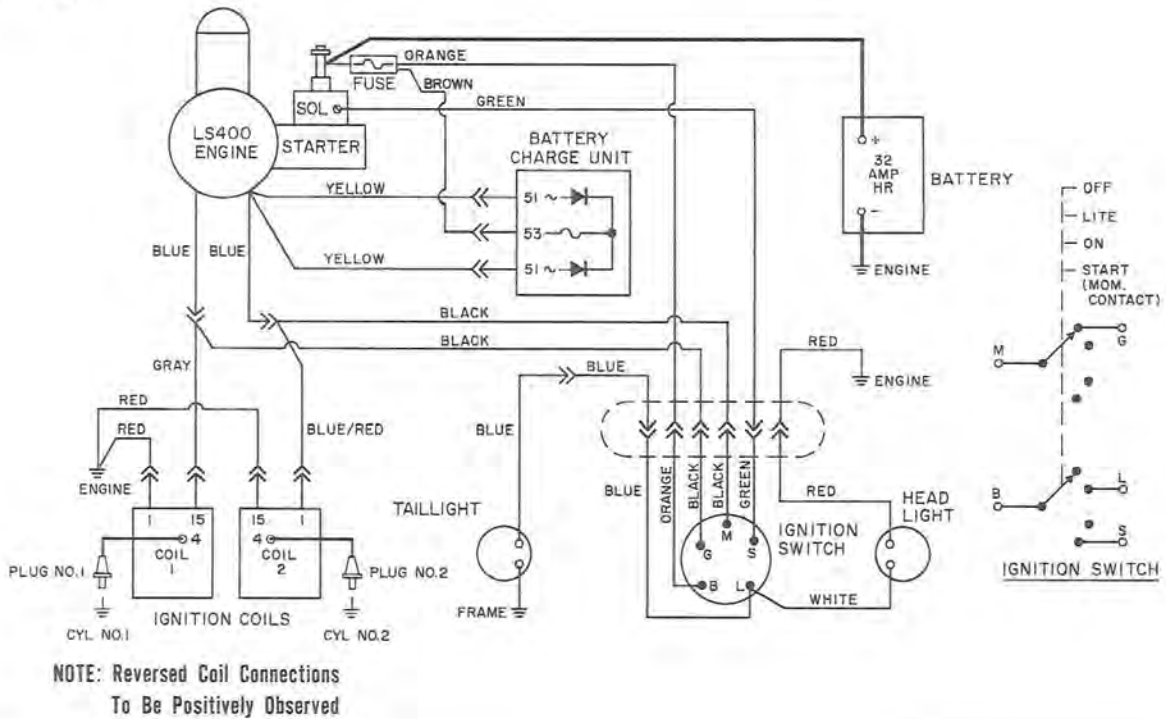 ORANGE
FUSE
BROWN
SOL
GREEN
LS400
ENGINE
STARTER
BATTERY
CHARGE UNIT
YELLOW
51 ~
53
YELLOW
51 ~
BLUE
BLUE
+
32
AMP
HR
-
BATTERY
ENGINE
OFF
LITE
ON
START
(MOM.
CONTACT)
M
G
B
L
S
IGNITION SWITCH
BLACK
BLACK
GRAY
RED
RED
ENGINE
BLUE/RED
1
15
4
COIL
1
15
1
4
COIL
2
PLUG NO.1
CYL NO.1
PLUG NO.2
CYL NO.2
IGNITION COILS
BLUE
BLUE
RED
ENGINE
TAILLIGHT
FRAME
BLUE
ORANGE
BLACK
BLACK
GREEN
RED
M
G
S
B
L
IGNITION
SWITCH
HEAD
LIGHT
WHITE
NOTE: Reversed Coil Connections
To Be Positively Observed